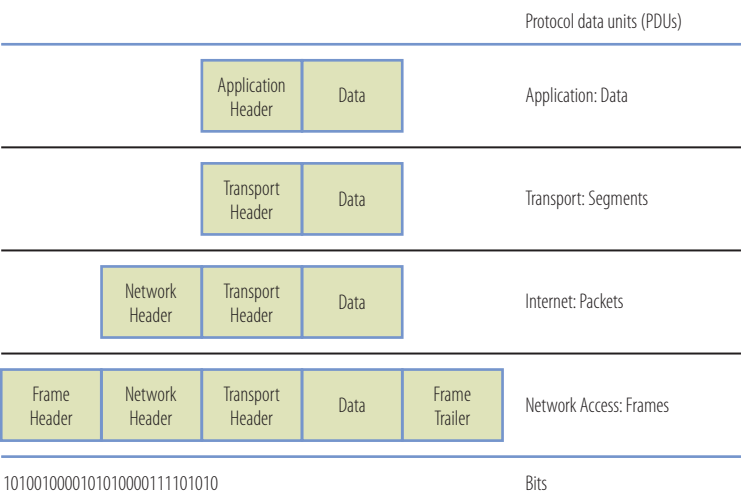 Protocol data units (PDUs)
Application
Header
Data
Application: Data
Transport
Header
Data
Transport: Segments
Network
Header
Transport
Header
Data
Internet: Packets
Frame
Header
Network
Header
Transport
Header
Data
Frame
Trailer
Network Access: Frames
1010010000101010000111101010
Bits